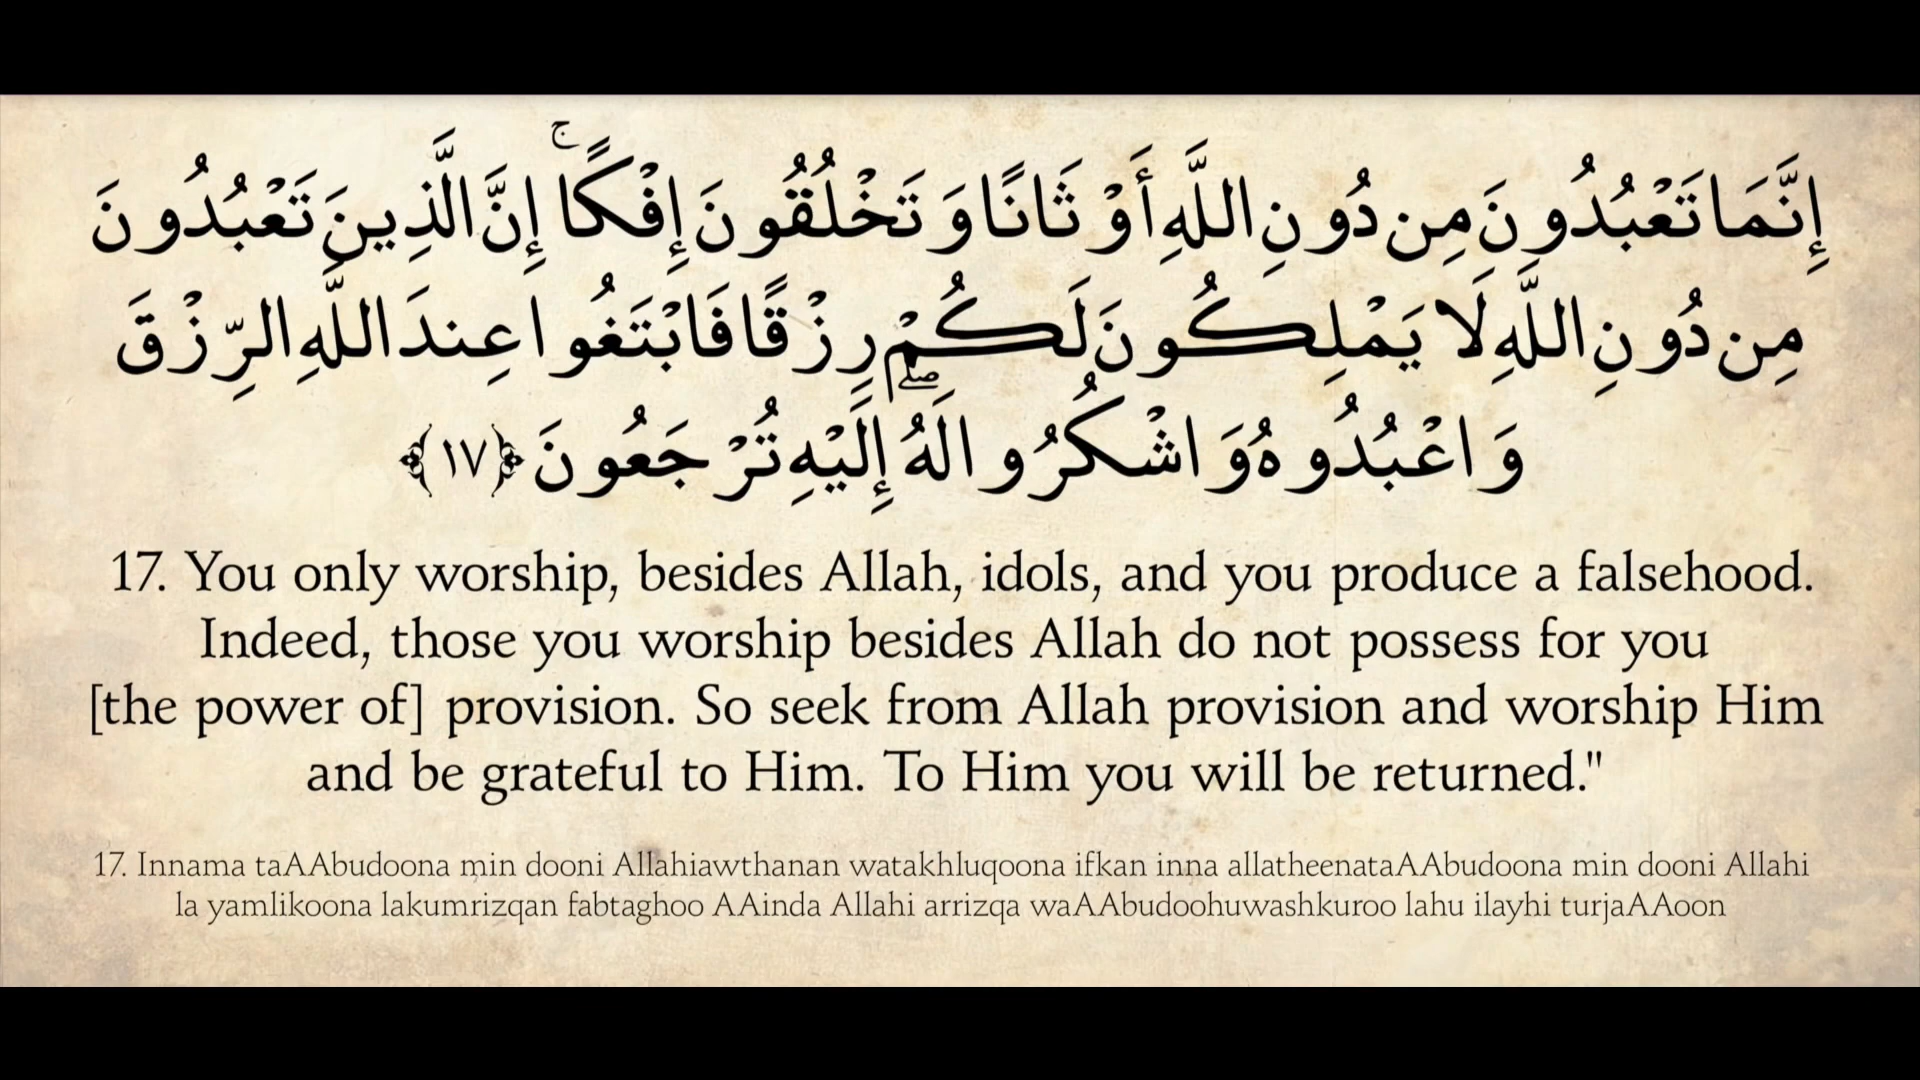 إِنَّمَا تَعْبُدُونَ مِن دُونِ اللَّهِ أَوْثَانًا وَتَخْلُقُونَ إِفْكًا ۚ إِنَّ الَّذِينَ تَعْبُدُونَ
مِن دُونِ اللَّهِ لَا يَمْلِكُونَ لَكُمْ رِزْقًا فَابْتَغُوا عِندَ اللَّهِ الرِّزْقَ
وَاعْبُدُوهُ وَاشْكُرُوا لَهُ ۖ إِلَيْهِ تُرْجَعُونَ ﴿١٧﴾
17. You only worship, besides Allah, idols, and you produce a falsehood.
Indeed, those you worship besides Allah do not possess for you
[the power of] provision. So seek from Allah provision and worship Him
and be grateful to Him. To Him you will be returned."
17. Innama taAAbudoona min dooni Allahiawthanan watakhluqoona ifkan inna allatheenataAAbudoona min dooni Allahi
la yamlikoona lakumrizqan fabtaghoo AAinda Allahi arrizqa waAAbudoohuwashkuroo lahu ilayhi turjaAAoon